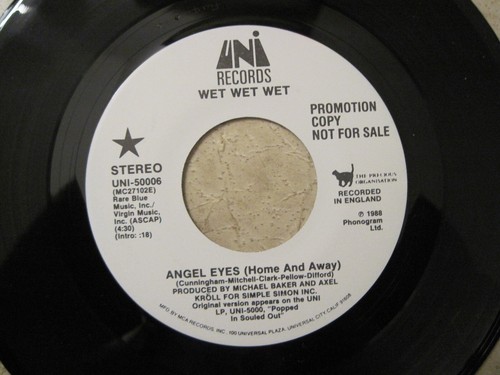 UNi
RECORDS
WET WET WET
PROMOTION
COPY
NOT FOR SALE
STEREO
UNI-50006
(MC27102E)
Rare Blue
Music, Inc./
Virgin Music,
Inc. (ASCAP)
(4:30)
(Intro: :18)
THE PRECIOUS
ORGANISATION
RECORDED
IN ENGLAND
℗ 1988
Phonogram
Ltd.
ANGEL EYES (Home And Away)
(Cunningham-Mitchell-Clark-Pellow-Difford)
PRODUCED BY MICHAEL BAKER AND AXEL
KRÖLL FOR SIMPLE SIMON INC.
Original version appears on the UNI
LP, UNI-5000, "Popped
In Souled Out"
MFG BY MCA RECORDS, INC., 100 UNIVERSAL PLAZA, UNIVERSAL CITY, CALIF. U.S.A. 91608